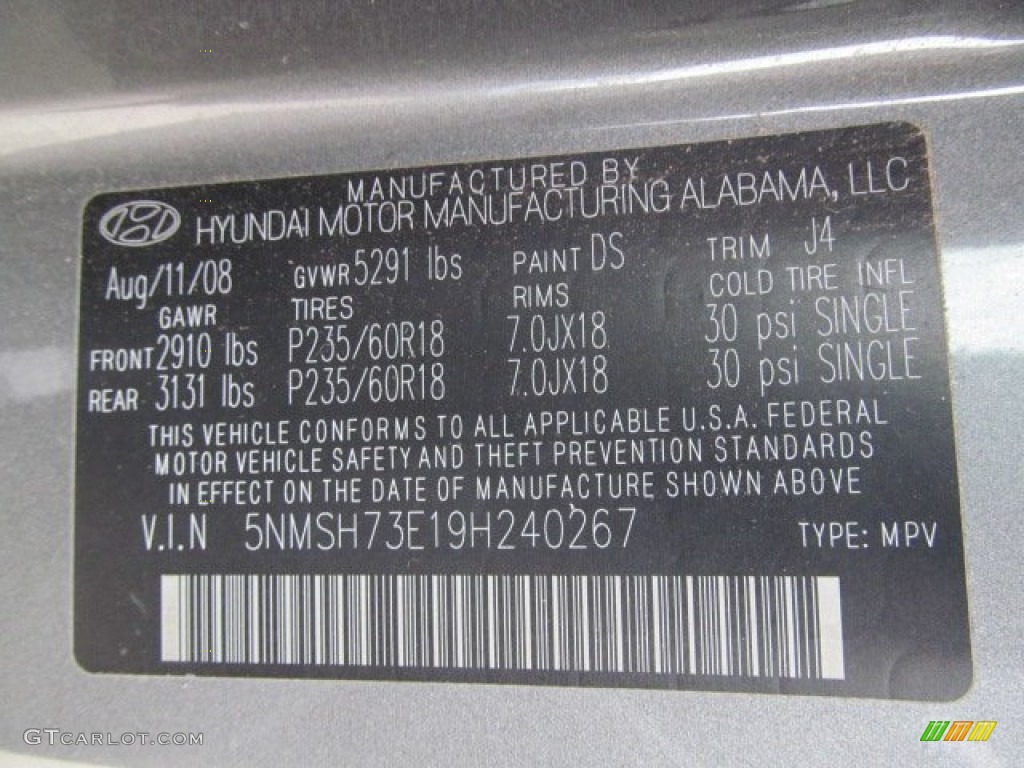 MANUFACTURED BY
HYUNDAI MOTOR MANUFACTURING ALABAMA, LLC
Aug/11/08 GVWR 5291 lbs PAINT DS TRIM J4
GAWR TIRES RIMS COLD TIRE INFL
FRONT 2910 lbs P235/60R18 7.0JX18 30 psi SINGLE
REAR 3131 lbs P235/60R18 7.0JX18 30 psi SINGLE
THIS VEHICLE CONFORMS TO ALL APPLICABLE U.S.A. FEDERAL
MOTOR VEHICLE SAFETY AND THEFT PREVENTION STANDARDS
IN EFFECT ON THE DATE OF MANUFACTURE SHOWN ABOVE
V.I.N 5NMSH73E19H240267 TYPE: MPV
GTCARLOT.COM